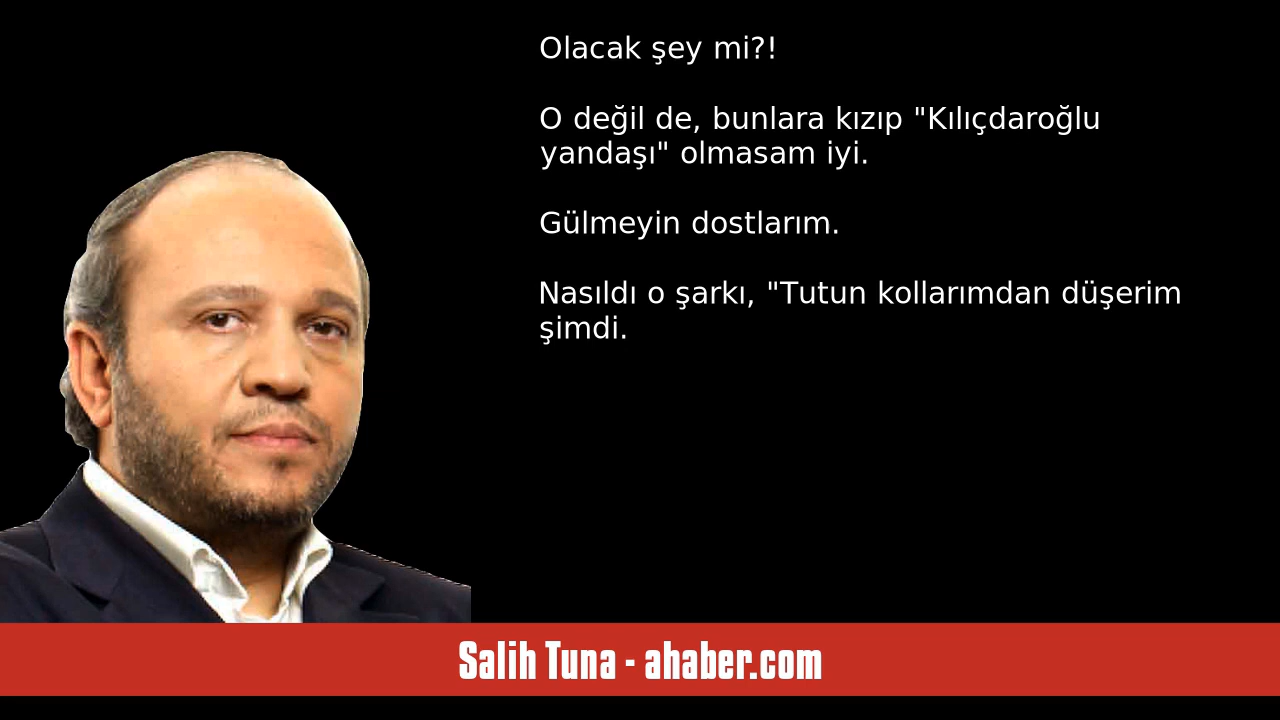 Olacak şey mi?!
O değil de, bunlara kızıp "Kılıçdaroğlu
yandaşı" olmasam iyi.
Gülmeyin dostlarım.
Nasıldı o şarkı, "Tutun kollarımdan düşerim
şimdi.
Salih Tuna - ahaber.com